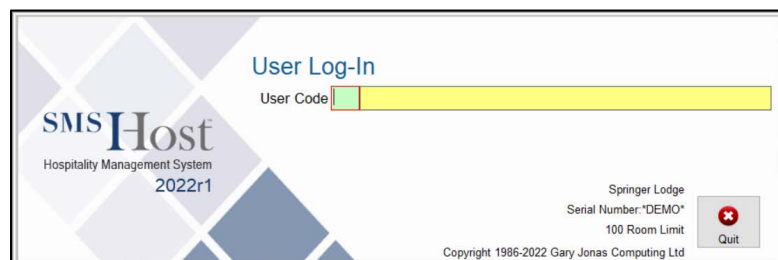 User Log-In
User Code
SMS Host
Hospitality Management System
2022r1
Springer Lodge
Serial Number:*DEMO*
100 Room Limit
Copyright 1986-2022 Gary Jonas Computing Ltd
Quit